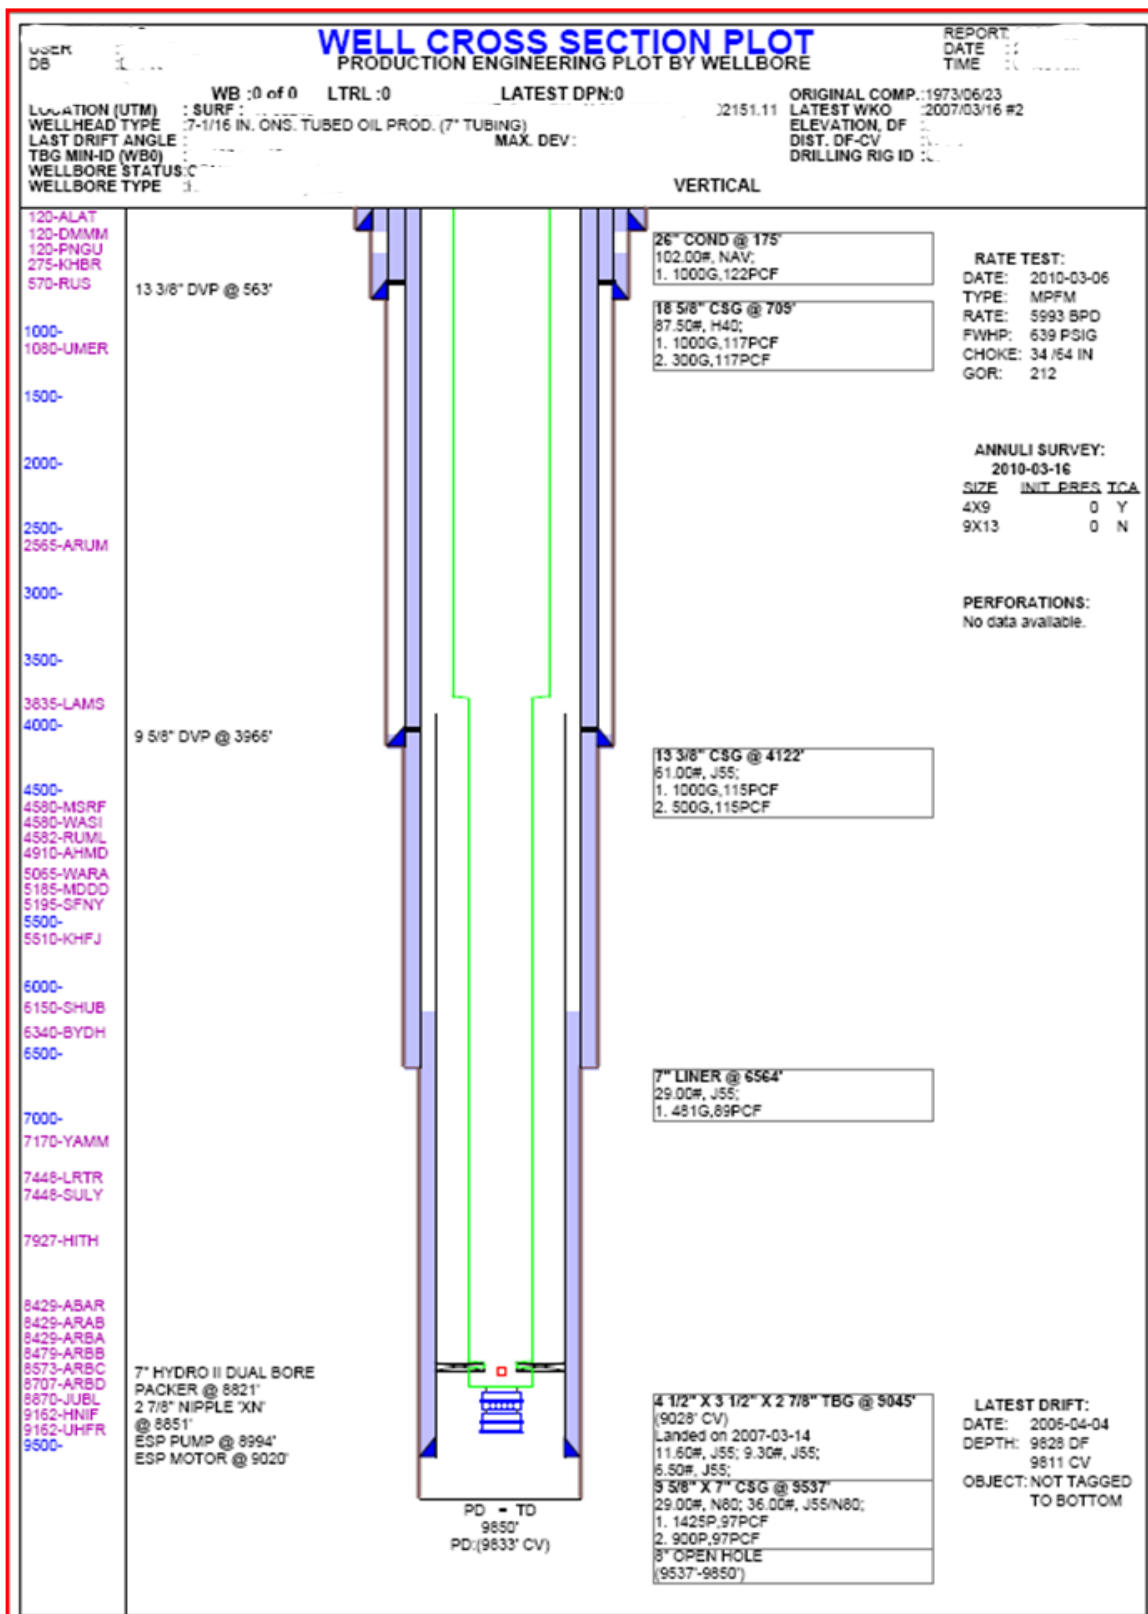 WELL CROSS SECTION PLOT
PRODUCTION ENGINEERING PLOT BY WELLBORE
USER :
DB :
REPORT:
DATE :
TIME :
WB :0 of 0 LTRL :0 LATEST DPN:0
ORIGINAL COMP.:1973/06/23
LOCATION (UTM) : SURF : 02151.11 LATEST WKO :2007/03/16 #2
WELLHEAD TYPE :7-1/16 IN. ONS. TUBED OIL PROD. (7" TUBING) ELEVATION, DF :
LAST DRIFT ANGLE : MAX. DEV: DIST. DF-CV :
TBG MIN-ID (WB0) : DRILLING RIG ID :
WELLBORE STATUS:
WELLBORE TYPE : VERTICAL
120-ALAT
120-DMMM
120-PNGU
275-KHBR
570-RUS
1000-
1080-UMER
1500-
2000-
2500-
2565-ARUM
3000-
3500-
3835-LAMS
4000-
4500-
4580-MSRF
4580-WASI
4582-RUML
4910-AHMD
5065-WARA
5185-MDDD
5195-SFNY
5500-
5510-KHFJ
6000-
6150-SHUB
6340-BYDH
6500-
7000-
7170-YAMM
7448-LRTR
7448-SULY
7927-HITH
8429-ABAR
8429-ARAB
8429-ARBA
8479-ARBB
8573-ARBC
8707-ARBD
8870-JUBL
9162-HNIF
9162-UHFR
9500-
13 3/8" DVP @ 563'
9 5/8" DVP @ 3966'
7" HYDRO II DUAL BORE
PACKER @ 8821'
2 7/8" NIPPLE 'XN'
@ 8851'
ESP PUMP @ 8994'
ESP MOTOR @ 9020'
PD - TD
9850'
PD:(9833' CV)
26" COND @ 175'
102.00#, NAV;
1. 1000G,122PCF
18 5/8" CSG @ 709'
87.50#, H40;
1. 1000G,117PCF
2. 300G,117PCF
13 3/8" CSG @ 4122'
61.00#, J55;
1. 1000G,115PCF
2. 500G,115PCF
7" LINER @ 6564'
29.00#, J55;
1. 481G,89PCF
4 1/2" X 3 1/2" X 2 7/8" TBG @ 9045'
(9028' CV)
Landed on 2007-03-14
11.60#, J55; 9.30#, J55;
6.50#, J55;
9 5/8" X 7" CSG @ 9537'
29.00#, N80; 36.00#, J55/N80;
1. 1425P,97PCF
2. 900P,97PCF
8" OPEN HOLE
(9537'-9850')
RATE TEST:
DATE: 2010-03-06
TYPE: MPFM
RATE: 5993 BPD
FWHP: 639 PSIG
CHOKE: 34 /64 IN
GOR: 212
ANNULI SURVEY:
2010-03-16
SIZE INIT PRES TCA
4X9 0 Y
9X13 0 N
PERFORATIONS:
No data available.
LATEST DRIFT:
DATE: 2006-04-04
DEPTH: 9828 DF
9811 CV
OBJECT: NOT TAGGED
TO BOTTOM